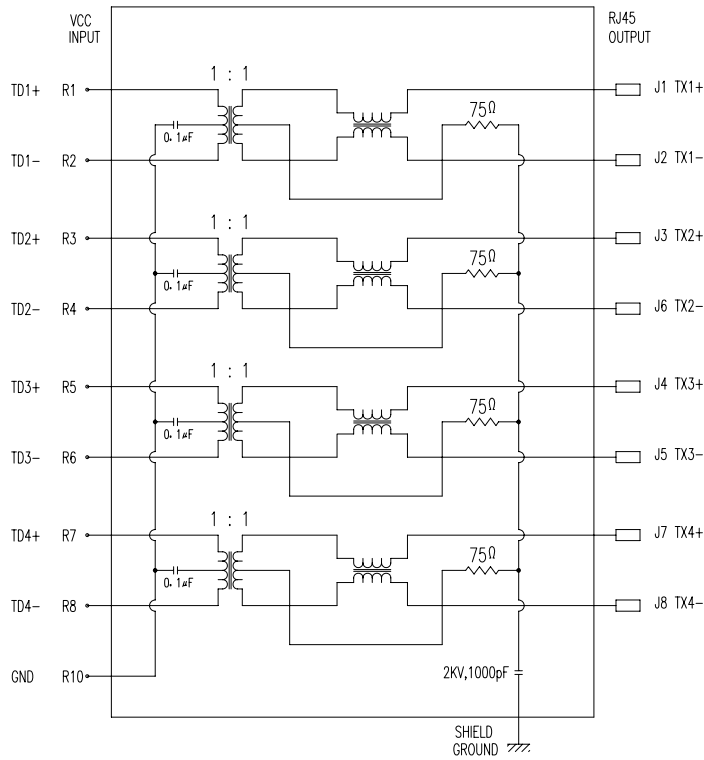 VCC
INPUT
RJ45
OUTPUT
1 : 1
TD1+ R1
J1 TX1+
75Ω
0.1µF
TD1- R2
J2 TX1-
1 : 1
TD2+ R3
J3 TX2+
75Ω
0.1µF
TD2- R4
J6 TX2-
1 : 1
TD3+ R5
J4 TX3+
75Ω
0.1µF
TD3- R6
J5 TX3-
1 : 1
TD4+ R7
J7 TX4+
75Ω
0.1µF
TD4- R8
J8 TX4-
GND R10
2KV,1000pF
SHIELD
GROUND